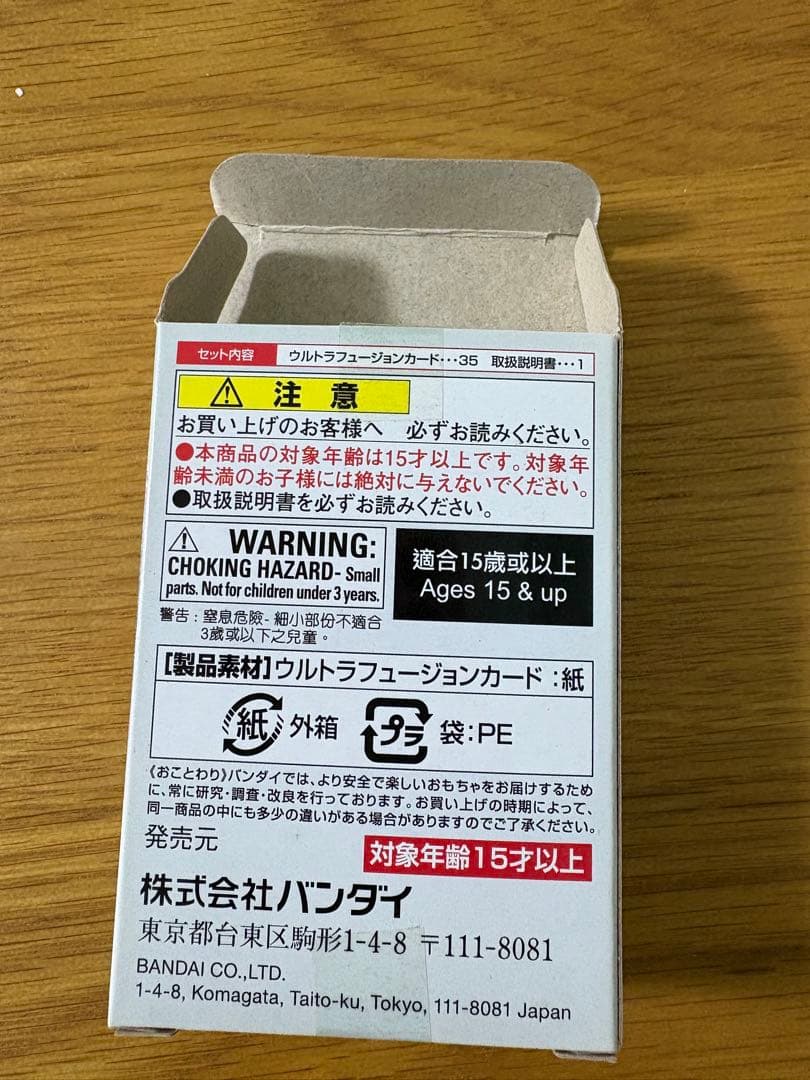 セット内容 ウルトラフュージョンカード･･･35 取扱説明書･･･1
注意
お買い上げのお客様へ 必ずお読みください。
●本商品の対象年齢は15才以上です。対象年
齢未満のお子様には絶対に与えないでください。
●取扱説明書を必ずお読みください。
WARNING:
CHOKING HAZARD- Small
parts. Not for children under 3 years.
適合15歲或以上
Ages 15 & up
警告：窒息危險- 細小部份不適合
3歲或以下之兒童。
[製品素材]ウルトラフュージョンカード：紙
紙 外箱 プラ 袋：PE
《おことわり》バンダイでは、より安全で楽しいおもちゃをお届けするため
に、常に研究・調査・改良を行っております。お買い上げの時期によって、
同一商品の中にも多少の違いがある場合がありますのでご了承ください。
発売元
対象年齢15才以上
株式会社バンダイ
東京都台東区駒形1-4-8 〒111-8081
BANDAI CO.,LTD.
1-4-8, Komagata, Taito-ku, Tokyo, 111-8081 Japan